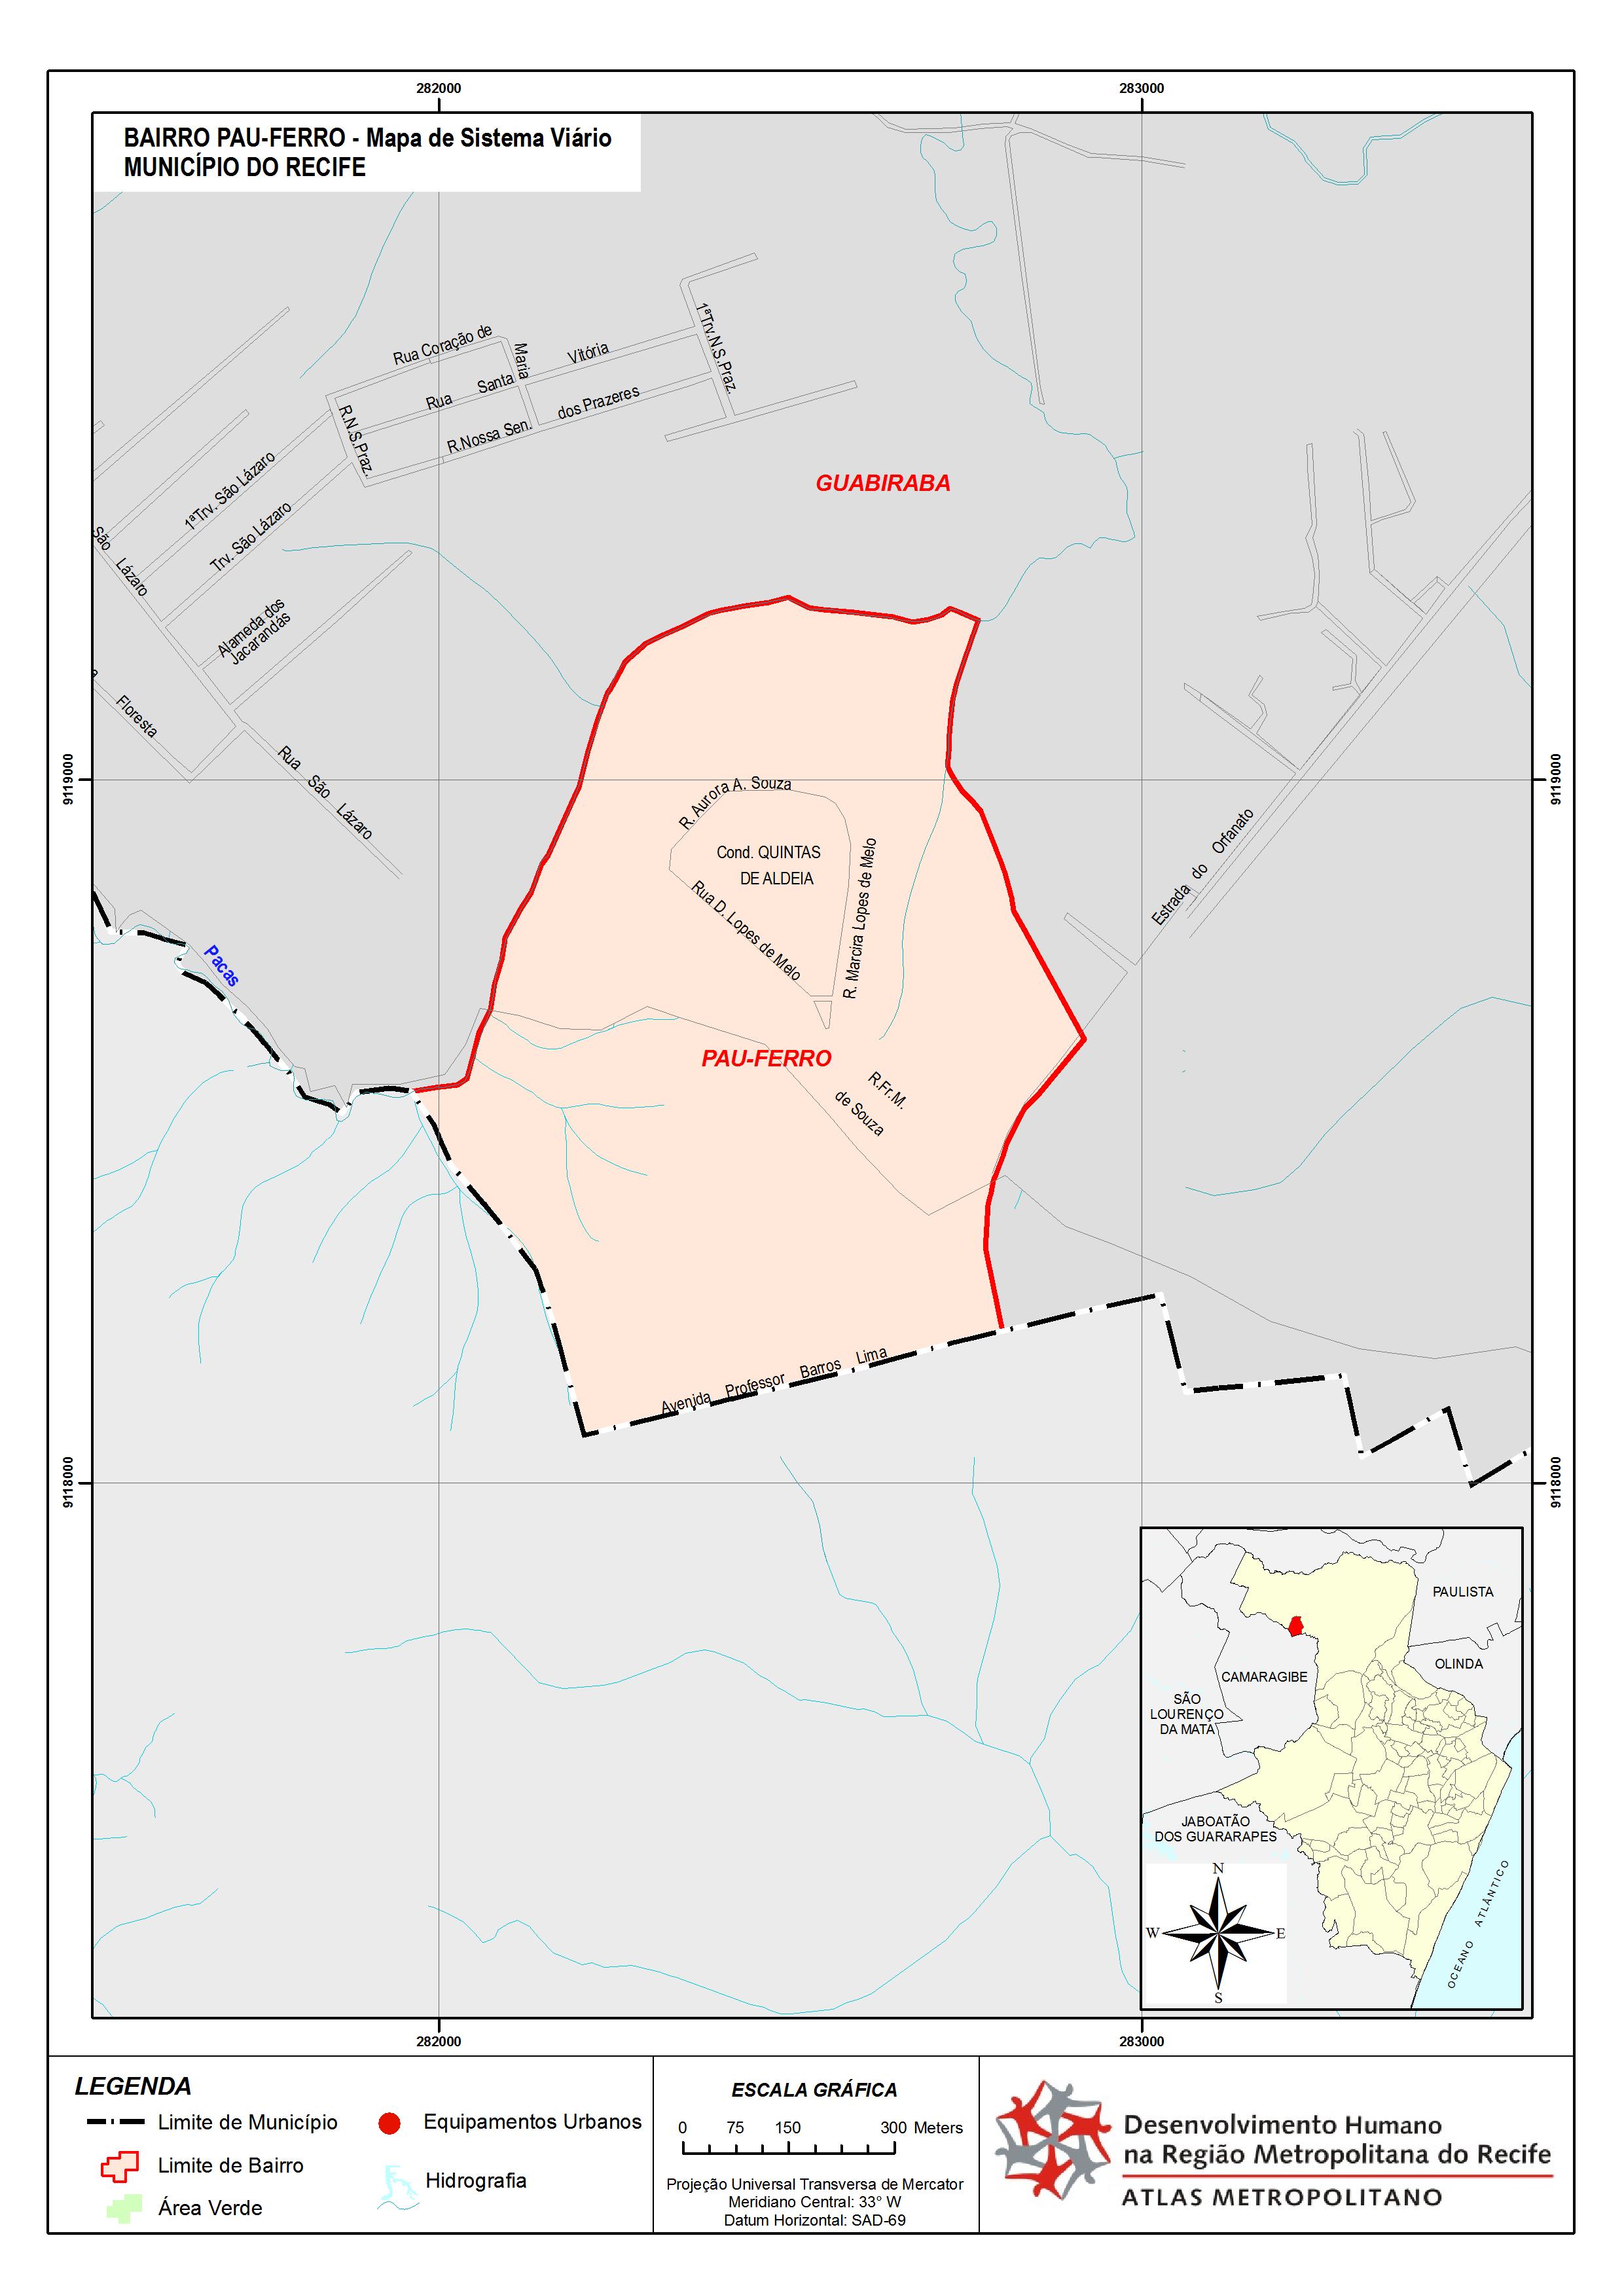 282000
283000
BAIRRO PAU-FERRO - Mapa de Sistema Viário
MUNICÍPIO DO RECIFE
1ªTrv.N.S.Praz.
Rua Coração de
Maria
Vitória
Rua Santa
dos Prazeres
R.N.S.Praz.
R.Nossa Sen.
GUABIRABA
1ªTrv. São Lázaro
Trv. São Lázaro
São Lázaro
Alameda dos
Jacarandás
a Floresta
Rua São Lázaro
9119000
9119000
R. Aurora A. Souza
Cond. QUINTAS
DE ALDEIA
Rua D. Lopes de Melo
R. Marcira Lopes de Melo
Estrada do Orfanato
Pacas
PAU-FERRO
R.Fr.M.
de Souza
Avenida Professor Barros Lima
9118000
9118000
PAULISTA
OLINDA
CAMARAGIBE
SÃO
LOURENÇO
DA MATA
JABOATÃO
DOS GUARARAPES
OCEANO ATLÂNTICO
N
W
E
S
282000
283000
LEGENDA
Limite de Município
Equipamentos Urbanos
Limite de Bairro
Hidrografia
Área Verde
ESCALA GRÁFICA
0 75 150 300 Meters
Projeção Universal Transversa de Mercator
Meridiano Central: 33° W
Datum Horizontal: SAD-69
Desenvolvimento Humano
na Região Metropolitana do Recife
ATLAS METROPOLITANO